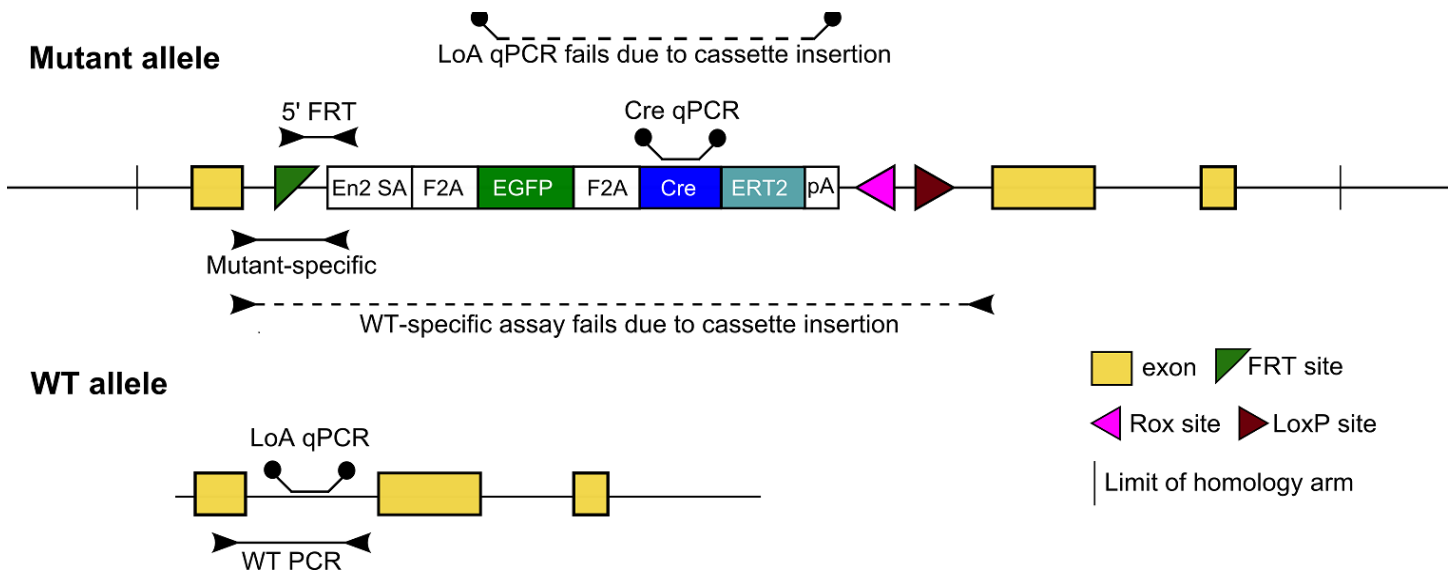 LoA qPCR fails due to cassette insertion
Mutant allele
5' FRT
Cre qPCR
En2 SA F2A EGFP F2A Cre ERT2 pA
Mutant-specific
WT-specific assay fails due to cassette insertion
WT allele
exon FRT site
Rox site LoxP site
LoA qPCR
Limit of homology arm
WT PCR